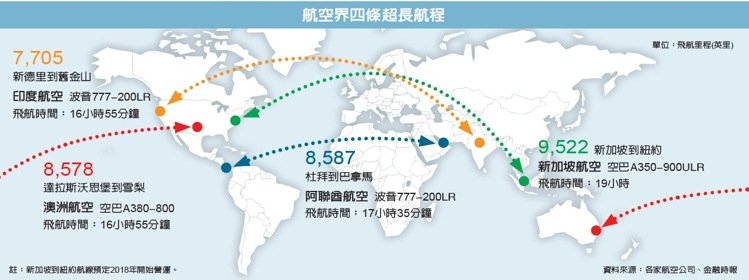 航空界四條超長航程
單位：飛航里程(英里)
7,705
新德里到舊金山
印度航空 波音777-200LR
飛航時間：16小時55分鐘
8,578
達拉斯沃思堡到雪梨
澳洲航空 空巴A380-800
飛航時間：16小時55分鐘
8,587
杜拜到巴拿馬
阿聯酋航空 波音777-200LR
飛航時間：17小時35分鐘
9,522 新加坡到紐約
新加坡航空 空巴A350-900ULR
飛航時間：19小時
註：新加坡到紐約航線預定2018年開始營運。
資料來源：各家航空公司、金融時報